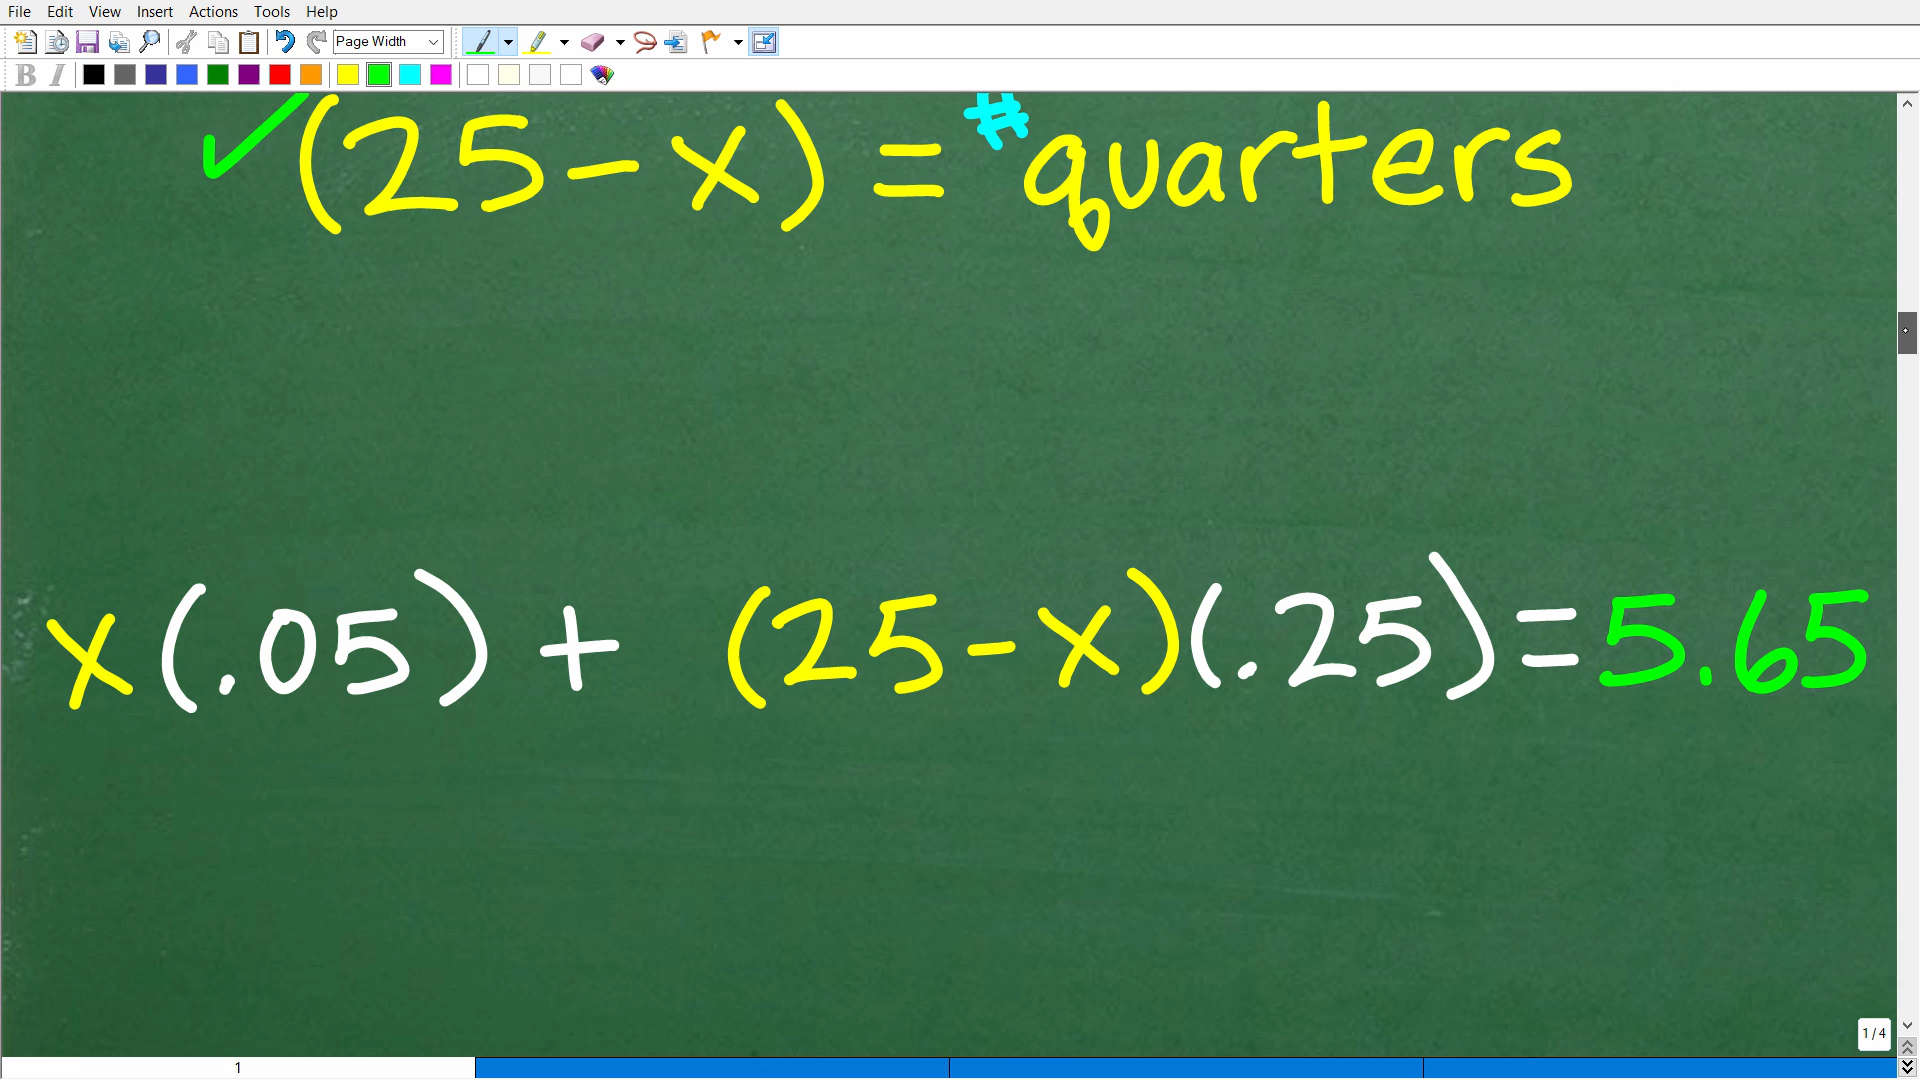 File Edit View Insert Actions Tools Help
Page Width
B I
(25-x) = # quarters
x(.05) + (25-x)(.25)=5.65
1 / 4
1